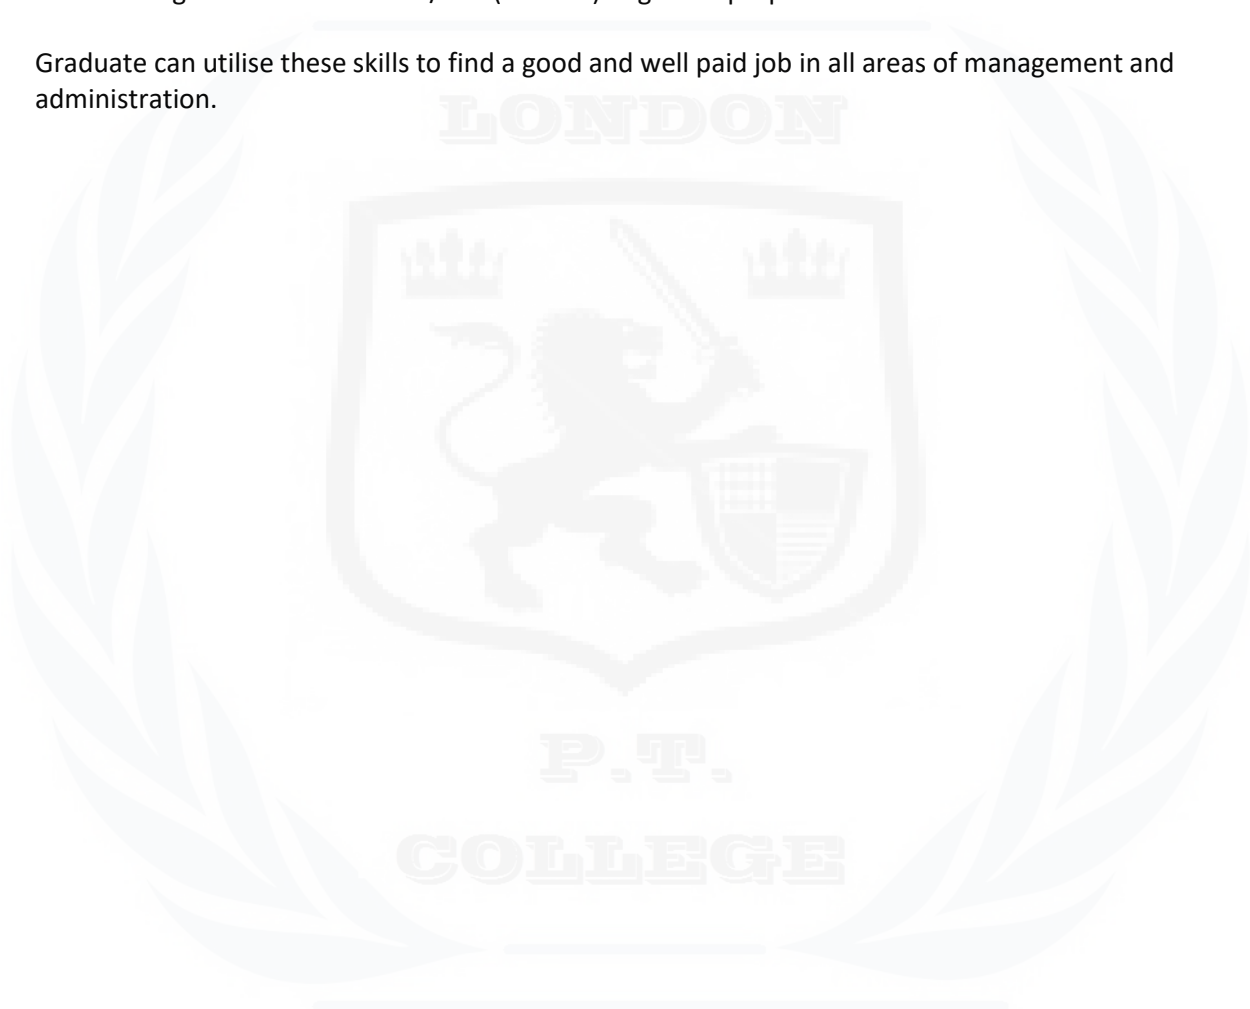 Graduate can utilise these skills to find a good and well paid job in all areas of management and
administration.
LONDON
P.T.
COLLEGE